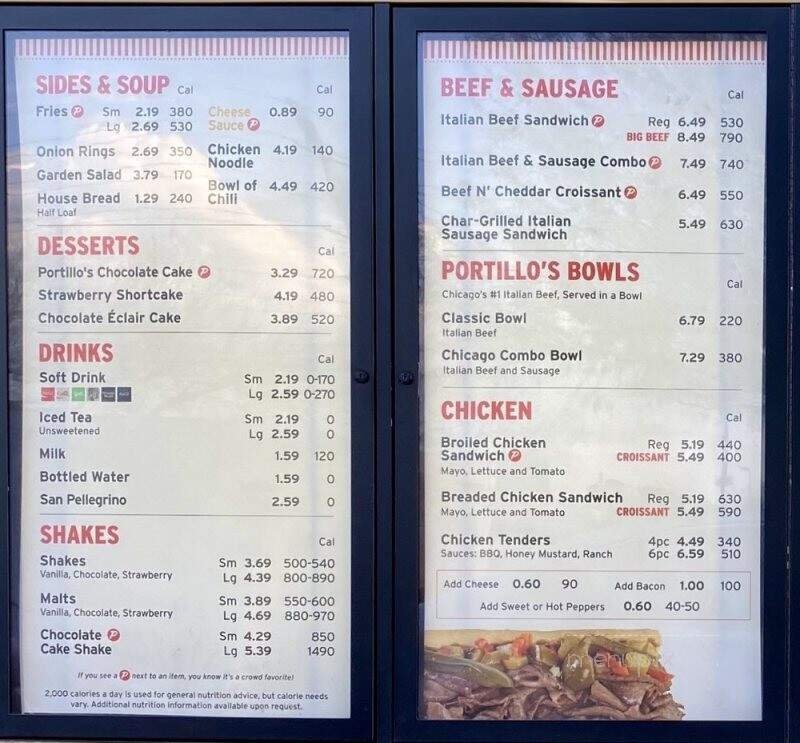 SIDES & SOUP Cal Cal
Fries Sm 2.19 380 Cheese 0.89 90
Lg 2.69 530 Sauce
Onion Rings 2.69 350 Chicken 4.19 140
Noodle
Garden Salad 3.79 170
Bowl of 4.49 420
House Bread 1.29 240 Chili
Half Loaf
DESSERTS Cal
Portillo's Chocolate Cake 3.29 720
Strawberry Shortcake 4.19 480
Chocolate Éclair Cake 3.89 520
DRINKS Cal
Soft Drink Sm 2.19 0-170
Lg 2.59 0-270
Iced Tea Sm 2.19 0
Unsweetened Lg 2.59 0
Milk 1.59 120
Bottled Water 1.59 0
San Pellegrino 2.59 0
SHAKES Cal
Shakes Sm 3.69 500-540
Vanilla, Chocolate, Strawberry Lg 4.39 800-890
Malts Sm 3.89 550-600
Vanilla, Chocolate, Strawberry Lg 4.69 880-970
Chocolate Sm 4.29 850
Cake Shake Lg 5.39 1490
If you see a P next to an item, you know it's a crowd favorite!
2,000 calories a day is used for general nutrition advice, but calorie needs
vary. Additional nutrition information available upon request.
BEEF & SAUSAGE Cal
Italian Beef Sandwich Reg 6.49 530
BIG BEEF 8.49 790
Italian Beef & Sausage Combo 7.49 740
Beef N' Cheddar Croissant 6.49 550
Char-Grilled Italian 5.49 630
Sausage Sandwich
PORTILLO'S BOWLS Cal
Chicago's #1 Italian Beef, Served in a Bowl
Classic Bowl 6.79 220
Italian Beef
Chicago Combo Bowl 7.29 380
Italian Beef and Sausage
CHICKEN Cal
Broiled Chicken Reg 5.19 440
Sandwich CROISSANT 5.49 400
Mayo, Lettuce and Tomato
Breaded Chicken Sandwich Reg 5.19 630
Mayo, Lettuce and Tomato CROISSANT 5.49 590
Chicken Tenders 4pc 4.49 340
Sauces: BBQ, Honey Mustard, Ranch 6pc 6.59 510
Add Cheese 0.60 90 Add Bacon 1.00 100
Add Sweet or Hot Peppers 0.60 40-50